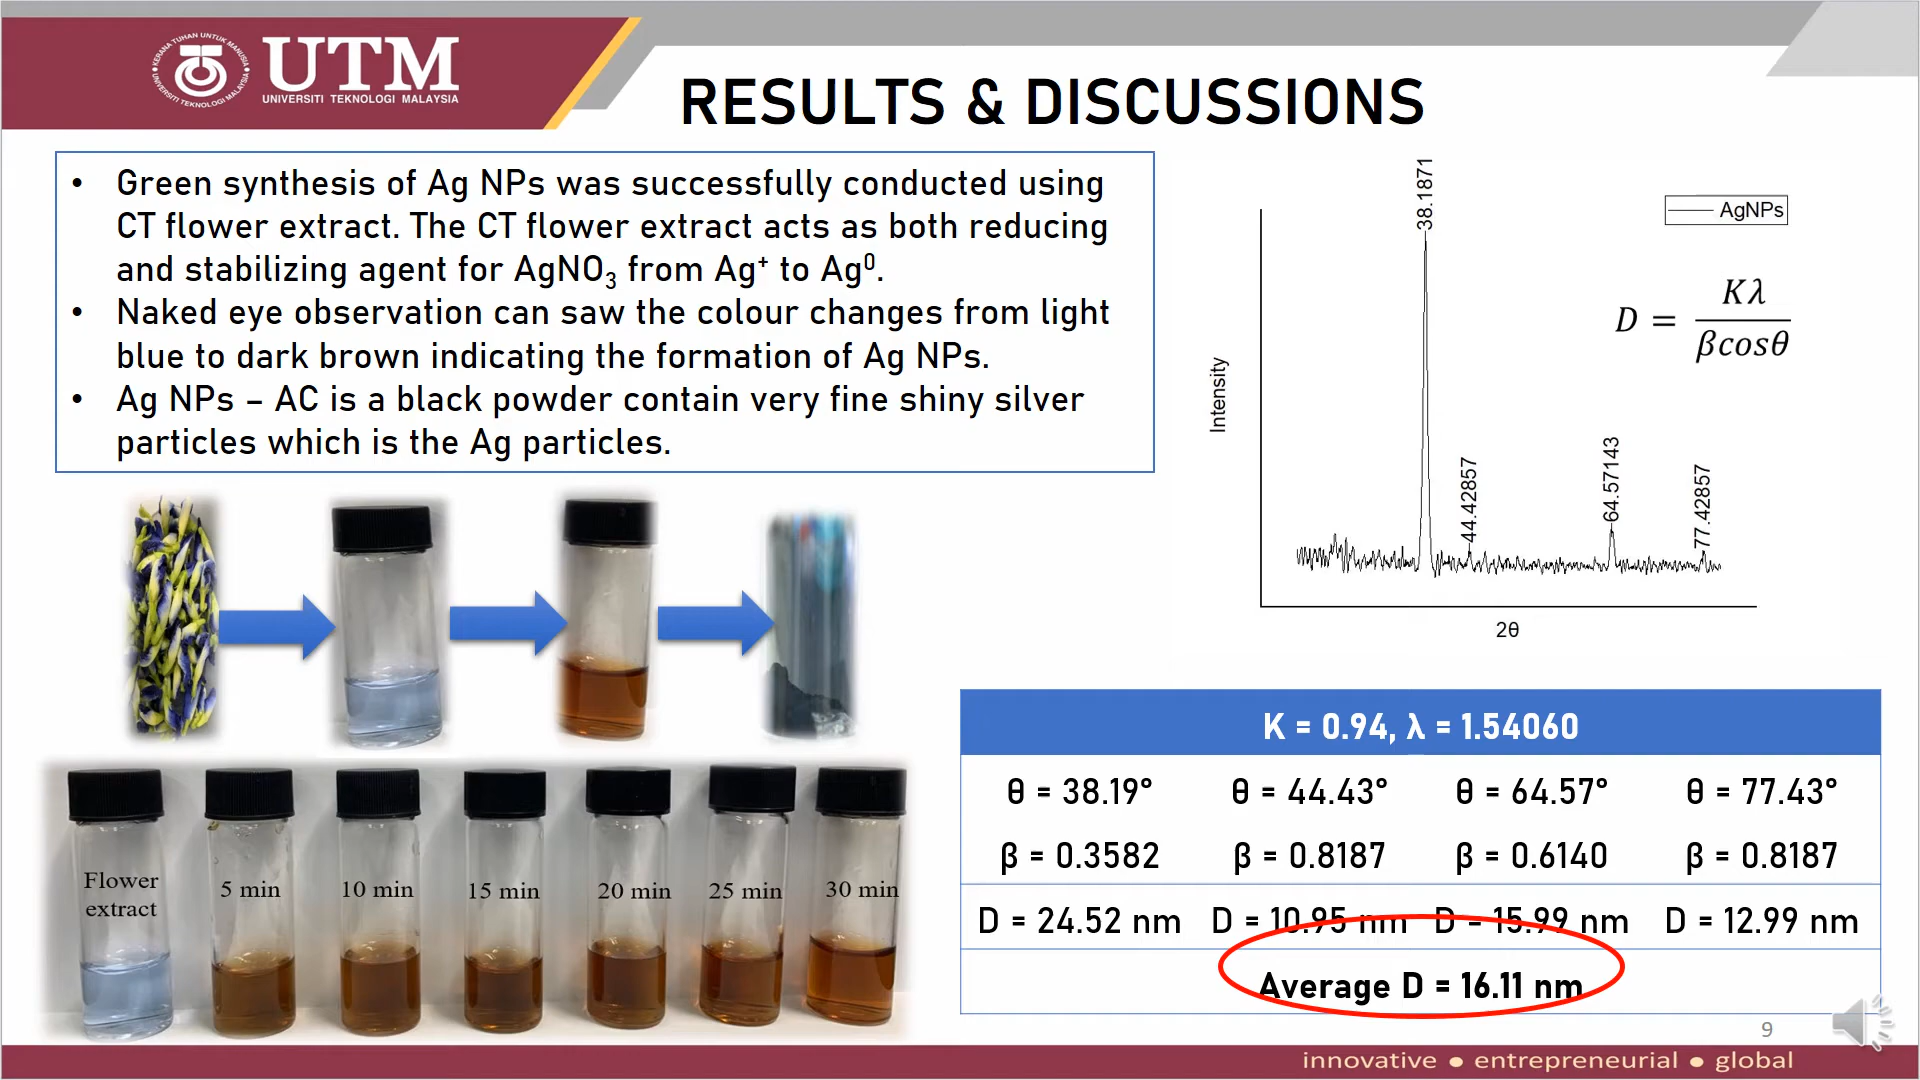 KERANA TUHAN UNTUK MANUSIA
UNIVERSITI TEKNOLOGI MALAYSIA
UTM
UNIVERSITI TEKNOLOGI MALAYSIA
RESULTS & DISCUSSIONS
• Green synthesis of Ag NPs was successfully conducted using
CT flower extract. The CT flower extract acts as both reducing
and stabilizing agent for AgNO₃ from Ag⁺ to Ag⁰.
• Naked eye observation can saw the colour changes from light
blue to dark brown indicating the formation of Ag NPs.
• Ag NPs – AC is a black powder contain very fine shiny silver
particles which is the Ag particles.
38.1871
AgNPs
D = Kλ / βcosθ
Intensity
44.42857
64.57143
77.42857
2θ
Flower
extract
5 min
10 min
15 min
20 min
25 min
30 min
K = 0.94, λ = 1.54060
θ = 38.19° θ = 44.43° θ = 64.57° θ = 77.43°
β = 0.3582 β = 0.8187 β = 0.6140 β = 0.8187
D = 24.52 nm D = 10.95 nm D = 15.99 nm D = 12.99 nm
Average D = 16.11 nm
9
innovative ● entrepreneurial ● global